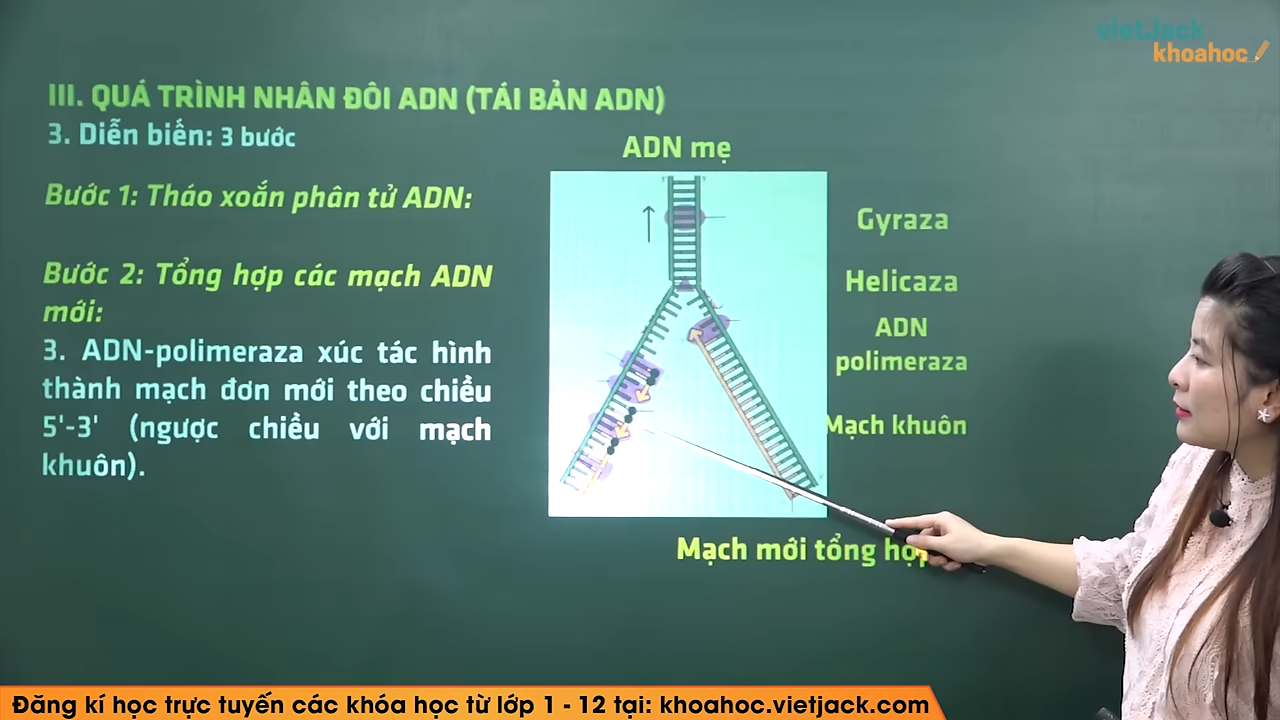 vietJack
khoahoc
III. QUÁ TRÌNH NHÂN ĐÔI ADN (TÁI BẢN ADN)
3. Diễn biến: 3 bước
ADN mẹ
Bước 1: Tháo xoắn phân tử ADN:
Bước 2: Tổng hợp các mạch ADN
mới:
3. ADN-polimeraza xúc tác hình
thành mạch đơn mới theo chiều
5'-3' (ngược chiều với mạch
khuôn).
Gyraza
Helicaza
ADN
polimeraza
Mạch khuôn
Mạch mới tổng hợp
Đăng kí học trực tuyến các khóa học từ lớp 1 - 12 tại: khoahoc.vietjack.com